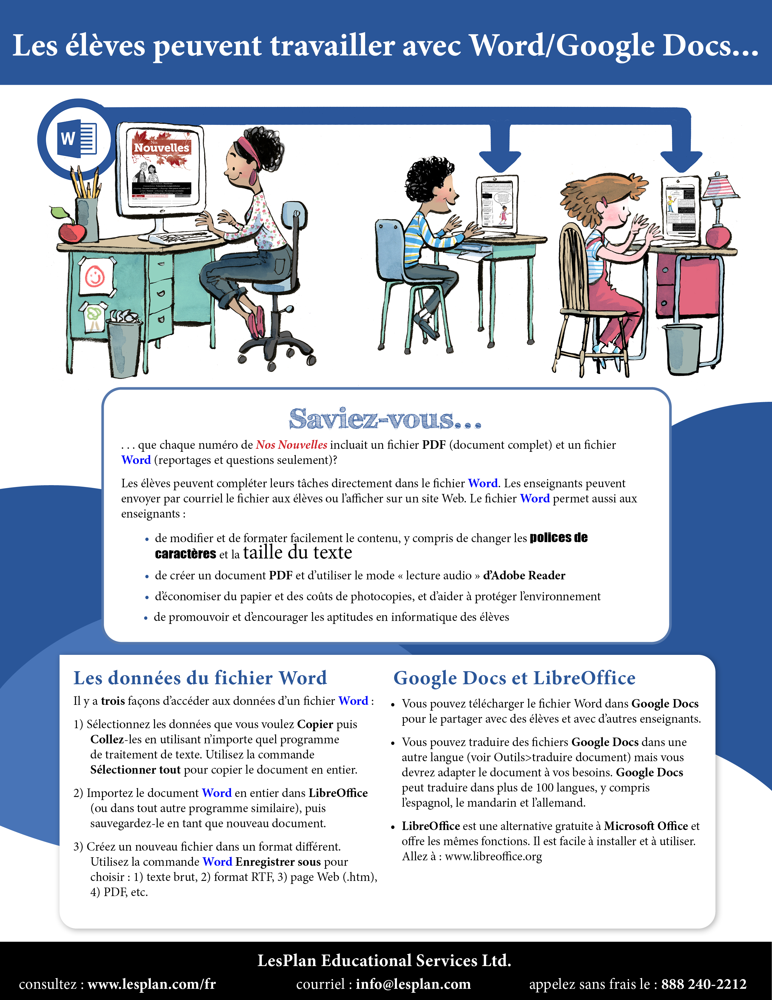 Les élèves peuvent travailler avec Word/Google Docs…
W
Nos
Nouvelles
Saviez-vous…
. . . que chaque numéro de Nos Nouvelles incluait un fichier PDF (document complet) et un fichier
Word (reportages et questions seulement)?
Les élèves peuvent compléter leurs tâches directement dans le fichier Word. Les enseignants peuvent
envoyer par courriel le fichier aux élèves ou l’afficher sur un site Web. Le fichier Word permet aussi aux
enseignants :
• de modifier et de formater facilement le contenu, y compris de changer les polices de
caractères et la taille du texte
• de créer un document PDF et d’utiliser le mode « lecture audio » d’Adobe Reader
• d’économiser du papier et des coûts de photocopies, et d’aider à protéger l’environnement
• de promouvoir et d’encourager les aptitudes en informatique des élèves
Les données du fichier Word
Il y a trois façons d’accéder aux données d’un fichier Word :
1) Sélectionnez les données que vous voulez Copier puis
Collez-les en utilisant n’importe quel programme
de traitement de texte. Utilisez la commande
Sélectionner tout pour copier le document en entier.
2) Importez le document Word en entier dans LibreOffice
(ou dans tout autre programme similaire), puis
sauvegardez-le en tant que nouveau document.
3) Créez un nouveau fichier dans un format différent.
Utilisez la commande Word Enregistrer sous pour
choisir : 1) texte brut, 2) format RTF, 3) page Web (.htm),
4) PDF, etc.
Google Docs et LibreOffice
• Vous pouvez télécharger le fichier Word dans Google Docs
pour le partager avec des élèves et avec d’autres enseignants.
• Vous pouvez traduire des fichiers Google Docs dans une
autre langue (voir Outils>traduire document) mais vous
devrez adapter le document à vos besoins. Google Docs
peut traduire dans plus de 100 langues, y compris
l’espagnol, le mandarin et l’allemand.
• LibreOffice est une alternative gratuite à Microsoft Office et
offre les mêmes fonctions. Il est facile à installer et à utiliser.
Allez à : www.libreoffice.org
LesPlan Educational Services Ltd.
consultez : www.lesplan.com/fr courriel : info@lesplan.com appelez sans frais le : 888 240-2212